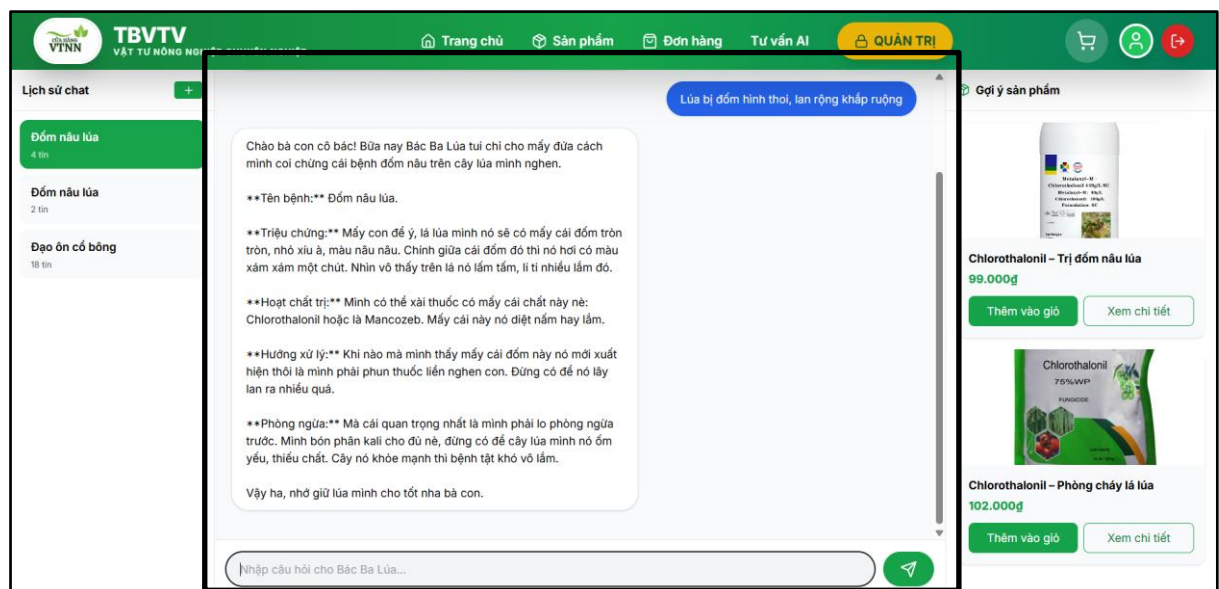 CỬA HÀNG
VTNN
TBVTV
VẬT TƯ NÔNG
Trang chủ
Sản phẩm
Đơn hàng
Tư vấn AI
QUẢN TRỊ
Lịch sử chat
+
Đốm nâu lúa
4 tin
Đốm nâu lúa
2 tin
Đạo ôn cổ bông
18 tin
Lúa bị đốm hình thoi, lan rộng khắp ruộng
Chào bà con cô bác! Bữa nay Bác Ba Lúa tui chỉ cho mấy đứa cách
mình coi chừng cái bệnh đốm nâu trên cây lúa mình nghen.
**Tên bệnh:** Đốm nâu lúa.
**Triệu chứng:** Mấy con để ý, lá lúa mình nó sẽ có mấy cái đốm tròn
tròn, nhỏ xíu à, màu nâu nâu. Chính giữa cái đốm đó thì nó hơi có màu
xám xám một chút. Nhìn vô thấy trên lá nó lấm tấm, li ti nhiều lắm đó.
**Hoạt chất trị:** Mình có thể xài thuốc có mấy cái chất này nè:
Chlorothalonil hoặc là Mancozeb. Mấy cái này nó diệt nấm hay lắm.
**Hướng xử lý:** Khi nào mà mình thấy mấy cái đốm này nó mới xuất
hiện thôi là mình phải phun thuốc liền nghen con. Đừng có để nó lây
lan ra nhiều quá.
**Phòng ngừa:** Mà cái quan trọng nhất là mình phải lo phòng ngừa
trước. Mình bón phân kali cho đủ nè, đừng có để cây lúa mình nó ốm
yếu, thiếu chất. Cây nó khỏe mạnh thì bệnh tật khó vô lắm.
Vậy ha, nhớ giữ lúa mình cho tốt nha bà con.
Nhập câu hỏi cho Bác Ba Lúa...
Gợi ý sản phẩm
Metalaxyl-M
Chlorothalonil
Chlorothalonil – Trị đốm nâu lúa
99.000₫
Thêm vào giỏ
Xem chi tiết
Chlorothalonil
75%WP
FUNGICIDE
Chlorothalonil – Phòng cháy lá lúa
102.000₫
Thêm vào giỏ
Xem chi tiết